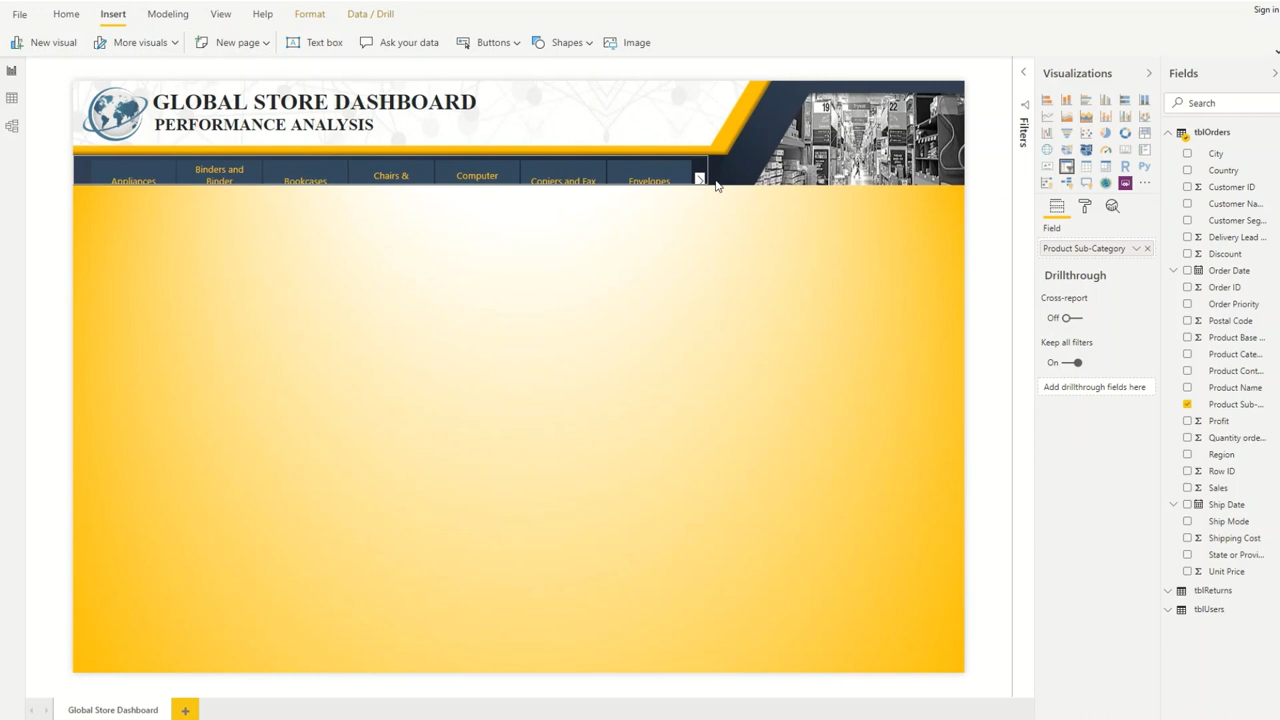 Sign in
File Home Insert Modeling View Help Format Data / Drill
New visual More visuals New page Text box Ask your data Buttons Shapes Image
GLOBAL STORE DASHBOARD
PERFORMANCE ANALYSIS
19 22
Appliances Binders and Binder Bookcases Chairs & Computer Copiers and Fax Envelopes
Filters
Visualizations
Field
Product Sub-Category
Drillthrough
Cross-report
Off
Keep all filters
On
Add drillthrough fields here
Fields
Search
tblOrders
City
Country
Customer ID
Customer Na...
Customer Seg...
Delivery Lead ...
Discount
Order Date
Order ID
Order Priority
Postal Code
Product Base ...
Product Cate...
Product Cont...
Product Name
Product Sub-...
Profit
Quantity orde...
Region
Row ID
Sales
Ship Date
Ship Mode
Shipping Cost
State or Provi...
Unit Price
tblReturns
tblUsers
Global Store Dashboard